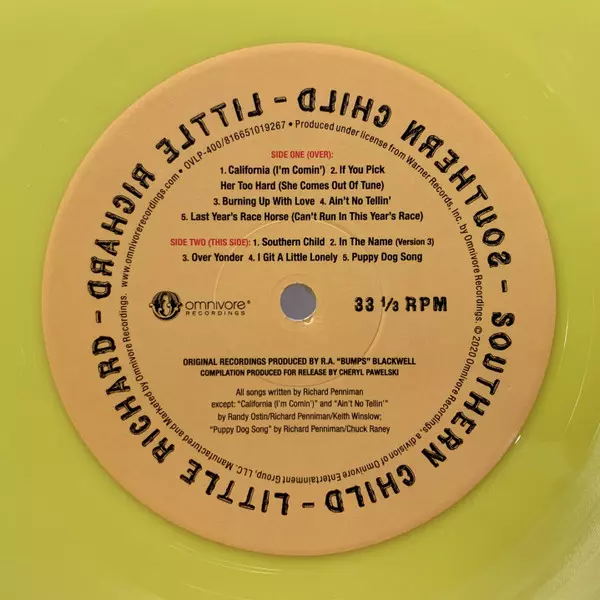 SOUTHERN CHILD - LITTLE RICHARD - SOUTHERN CHILD - LITTLE RICHARD -
www.omnivorerecordings.com. • OVLP-400/816651019267 • Produced under license from Warner Records, Inc. by Omnivore Recordings. © 2020 Omnivore Recordings, a division of Omnivore Entertainment Group, LLC. Manufactured and Marketed by Omnivore Recordings.
SIDE ONE (OVER):
1. California (I'm Comin') 2. If You Pick
Her Too Hard (She Comes Out Of Tune)
3. Burning Up With Love 4. Ain't No Tellin'
5. Last Year's Race Horse (Can't Run In This Year's Race)
SIDE TWO (THIS SIDE): 1. Southern Child 2. In The Name (Version 3)
3. Over Yonder 4. I Git A Little Lonely 5. Puppy Dog Song
omnivore®
RECORDINGS
33 1/3 RPM
ORIGINAL RECORDINGS PRODUCED BY R.A. "BUMPS" BLACKWELL
COMPILATION PRODUCED FOR RELEASE BY CHERYL PAWELSKI
All songs written by Richard Penniman
except: "California (I'm Comin')" and "Ain't No Tellin'"
by Randy Ostin/Richard Penniman/Keith Winslow;
"Puppy Dog Song" by Richard Penniman/Chuck Raney